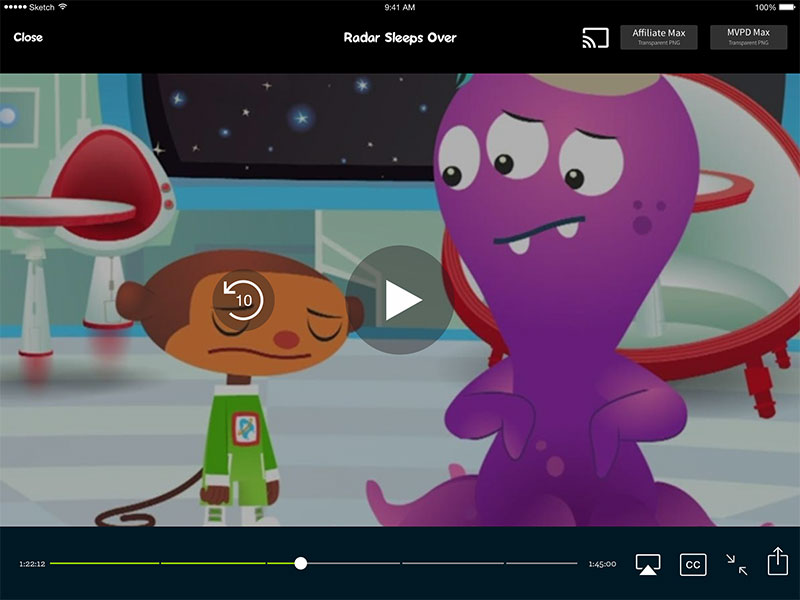 Sketch
9:41 AM
100%
Close
Radar Sleeps Over
Affiliate Max
Transparent PNG
MVPD Max
Transparent PNG
10
1:22:12
1:45:00
CC